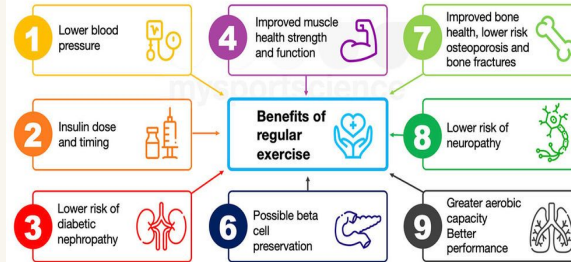 1
Lower blood
pressure
4
Improved muscle
health strength
and function
7
Improved bone
health, lower risk
osteoporosis and
bone fractures
mysportscience
2
Insulin dose
and timing
Benefits of
regular
exercise
8
Lower risk of
neuropathy
3
Lower risk of
diabetic
nephropathy
6
Possible beta
cell
preservation
9
Greater aerobic
capacity
Better
performance